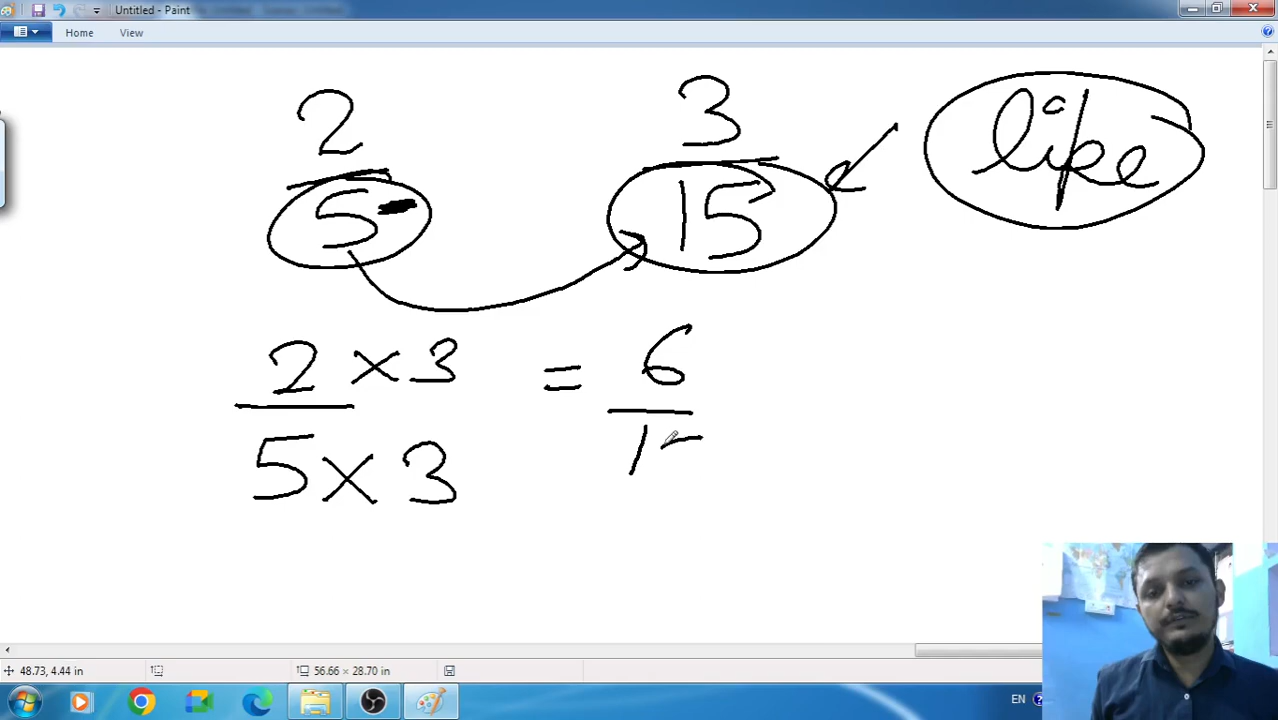 Untitled - Paint
Home View
2 3 like
5 15
2 × 3 = 6
5 × 3 1
48.73, 4.44 in 56.66 × 28.70 in
EN